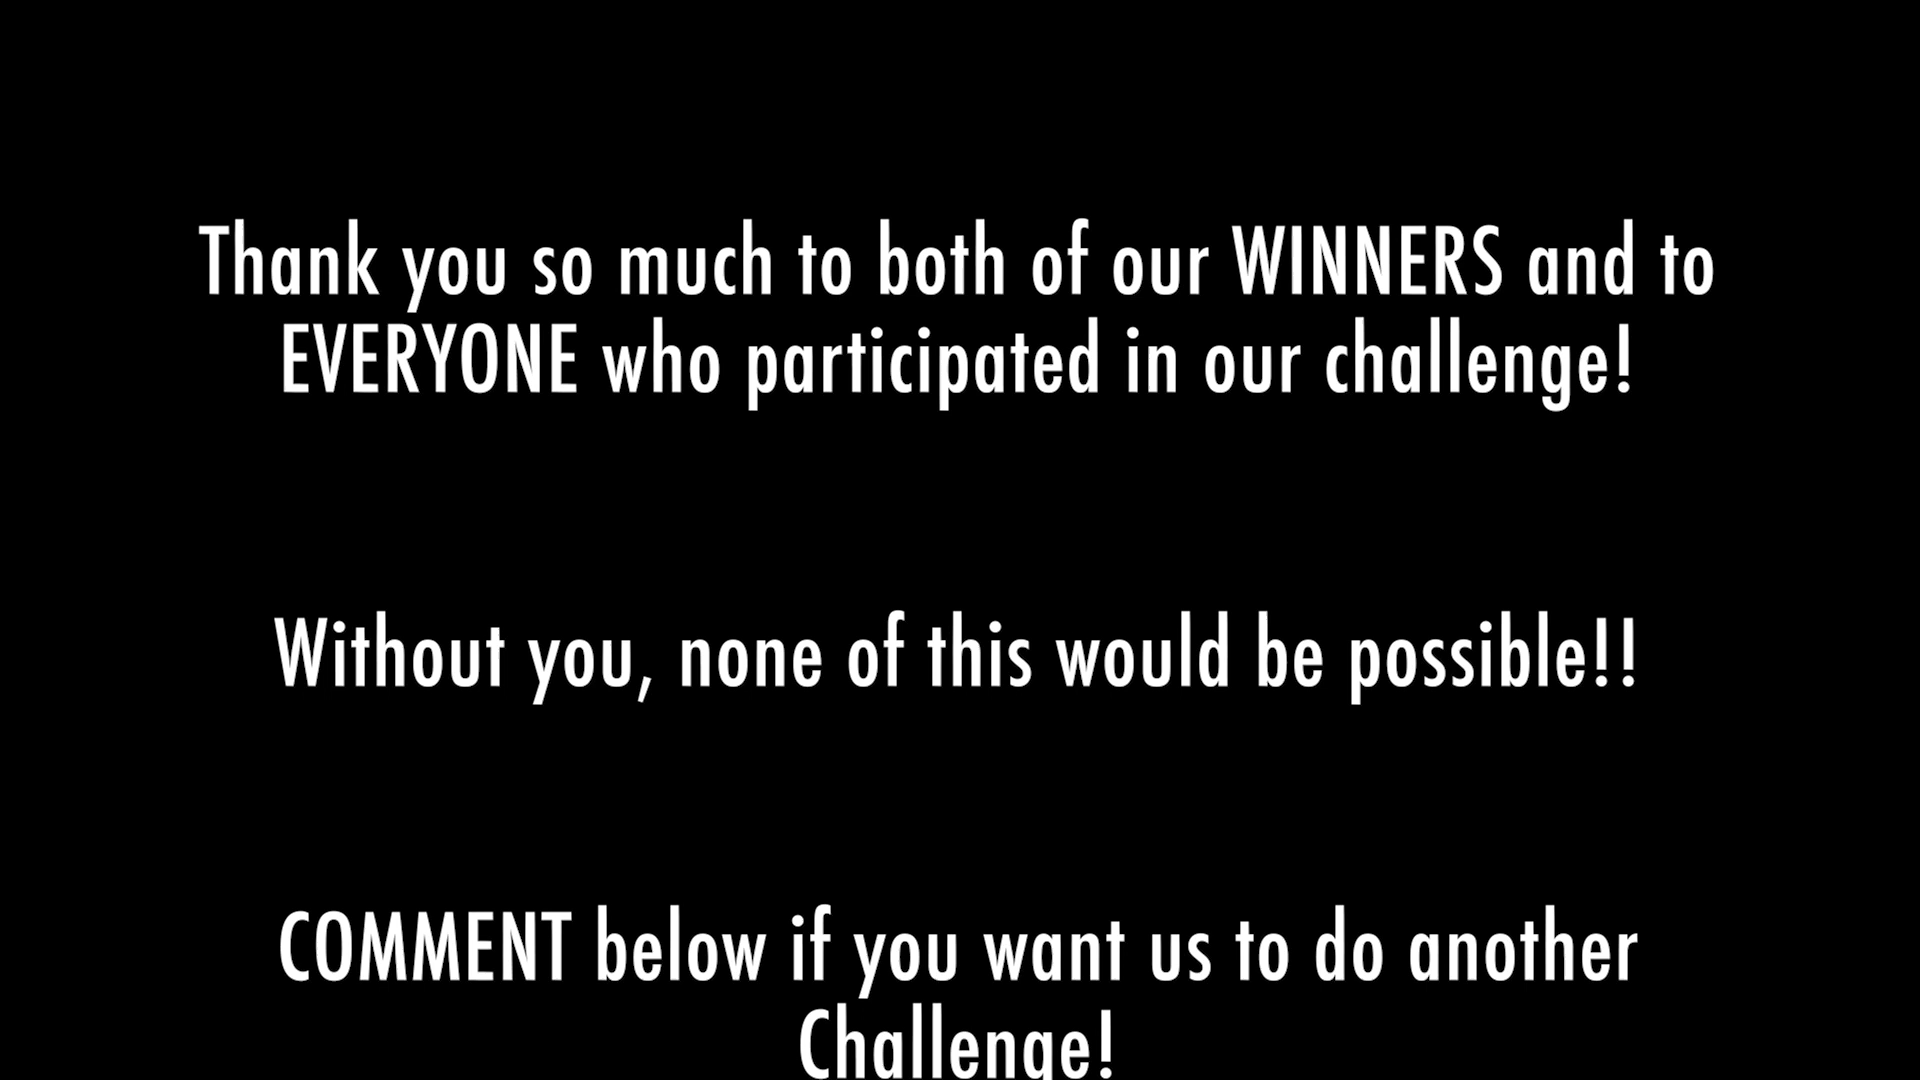 Thank you so much to both of our WINNERS and to
EVERYONE who participated in our challenge!
Without you, none of this would be possible!!
COMMENT below if you want us to do another
Challenge!